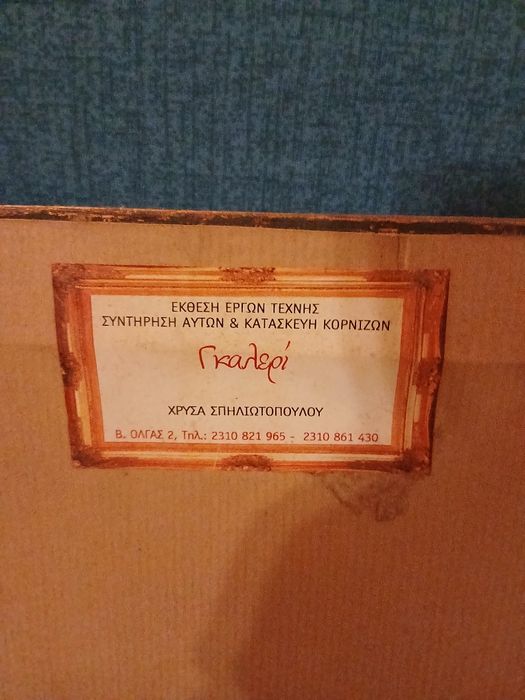 ΕΚΘΕΣΗ ΕΡΓΩΝ ΤΕΧΝΗΣ
ΣΥΝΤΗΡΗΣΗ ΑΥΤΩΝ & ΚΑΤΑΣΚΕΥΗ ΚΟΡΝΙΖΩΝ
Γκαλερί
ΧΡΥΣΑ ΣΠΗΛΙΩΤΟΠΟΥΛΟΥ
Β. ΟΛΓΑΣ 2, Τηλ.: 2310 821 965 - 2310 861 430